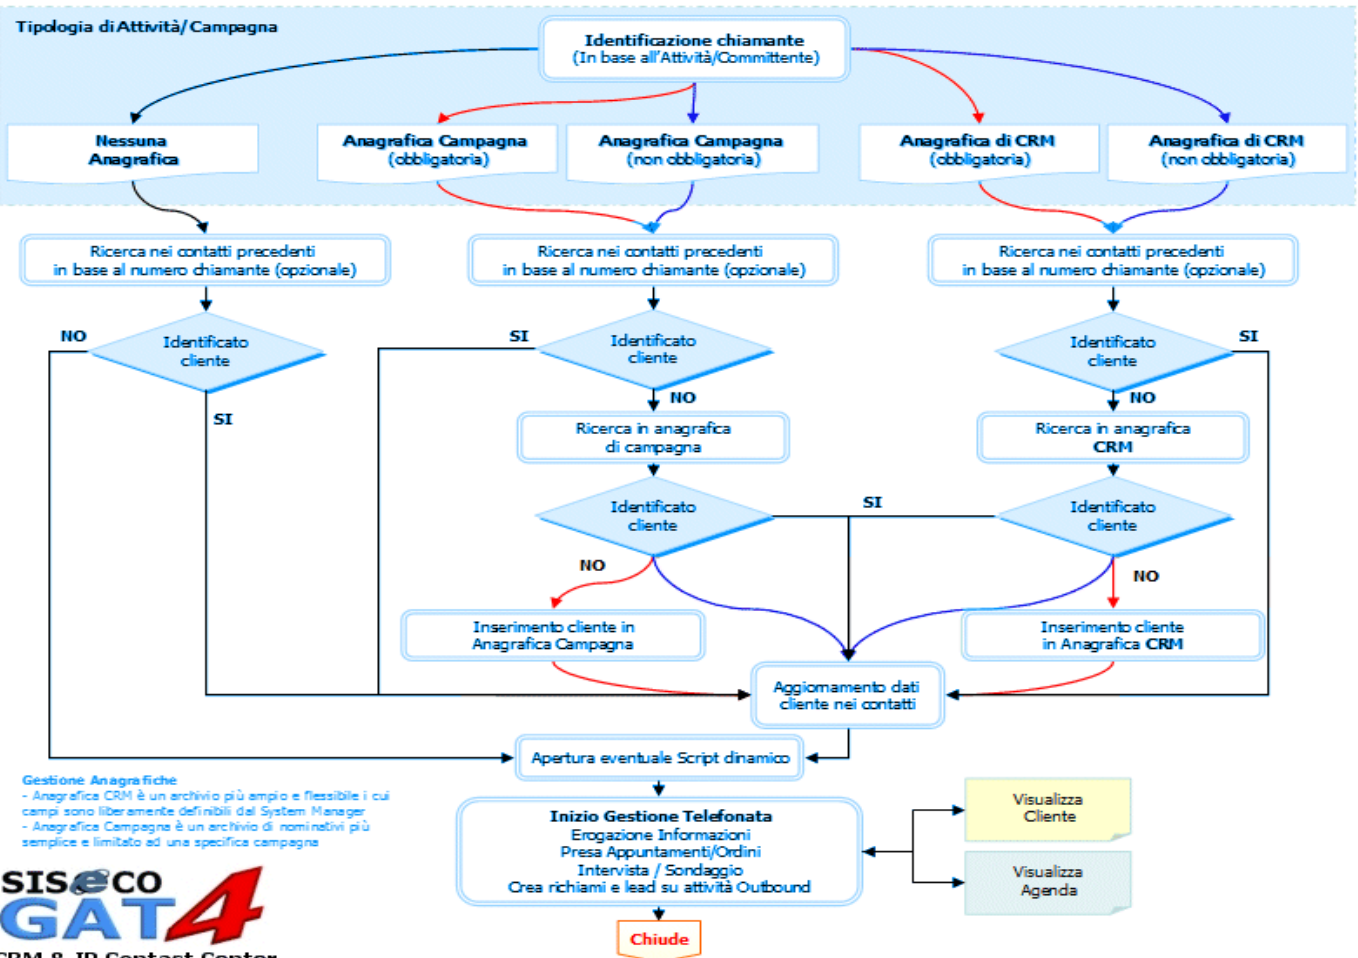 Tipologia di Attività/Campagna
Identificazione chiamante
(In base all'Attività/Committente)
Nessuna
Anagrafica
Anagrafica Campagna
(obbligatoria)
Anagrafica Campagna
(non obbligatoria)
Anagrafica di CRM
(obbligatoria)
Anagrafica di CRM
(non obbligatoria)
Ricerca nei contatti precedenti
in base al numero chiamante (opzionale)
Ricerca nei contatti precedenti
in base al numero chiamante (opzionale)
Ricerca nei contatti precedenti
in base al numero chiamante (opzionale)
NO
Identificato
cliente
SI
SI
Identificato
cliente
NO
Identificato
cliente
SI
NO
Ricerca in anagrafica
di campagna
Ricerca in anagrafica
CRM
Identificato
cliente
SI
Identificato
cliente
NO
NO
Inserimento cliente in
Anagrafica Campagna
Inserimento cliente
in Anagrafica CRM
Aggiornamento dati
cliente nei contatti
Apertura eventuale Script dinamico
Gestione Anagrafiche
- Anagrafica CRM è un archivio più ampio e flessibile i cui
campi sono liberamente definibili dal System Manager
- Anagrafica Campagna è un archivio di nominativi più
semplice e limitato ad una specifica campagna
Inizio Gestione Telefonata
Erogazione Informazioni
Presa Appuntamenti/Ordini
Intervista / Sondaggio
Crea richiami e lead su attività Outbound
Visualizza
Cliente
Visualizza
Agenda
Chiude
SISeCO
GAT4
CRM & IP Contact Center